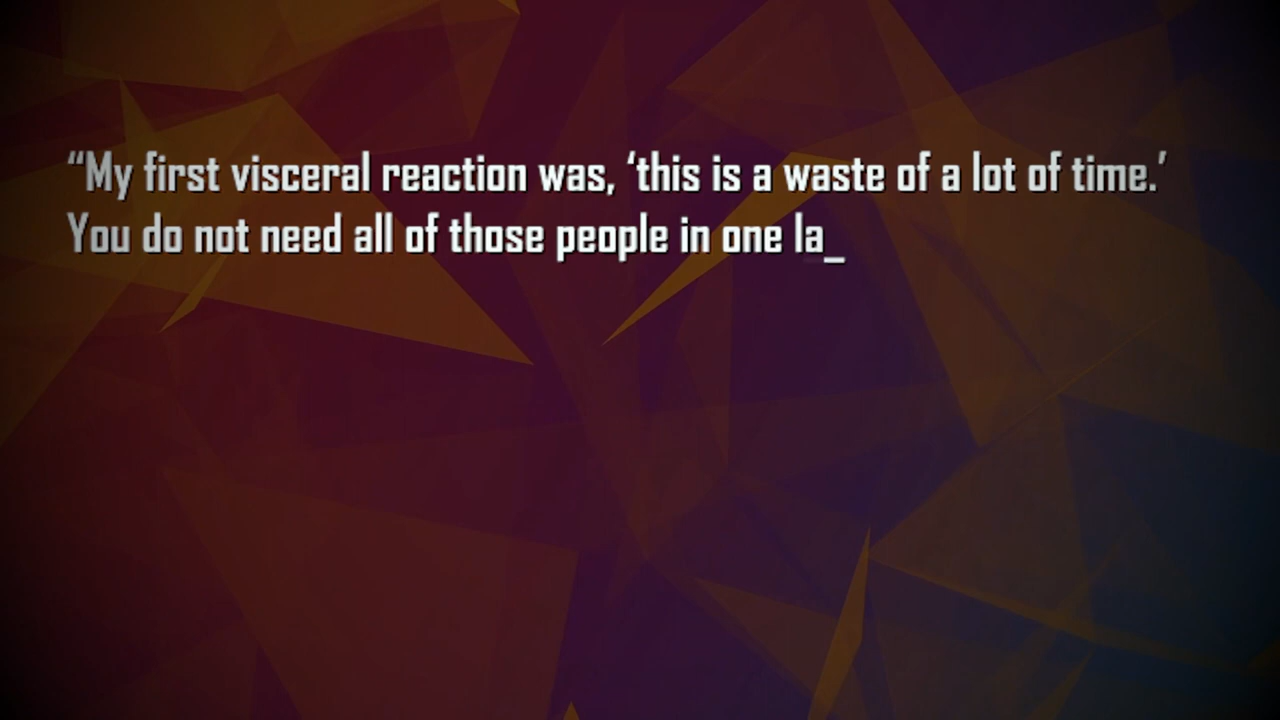 “My first visceral reaction was, ‘this is a waste of a lot of time.’
You do not need all of those people in one la_